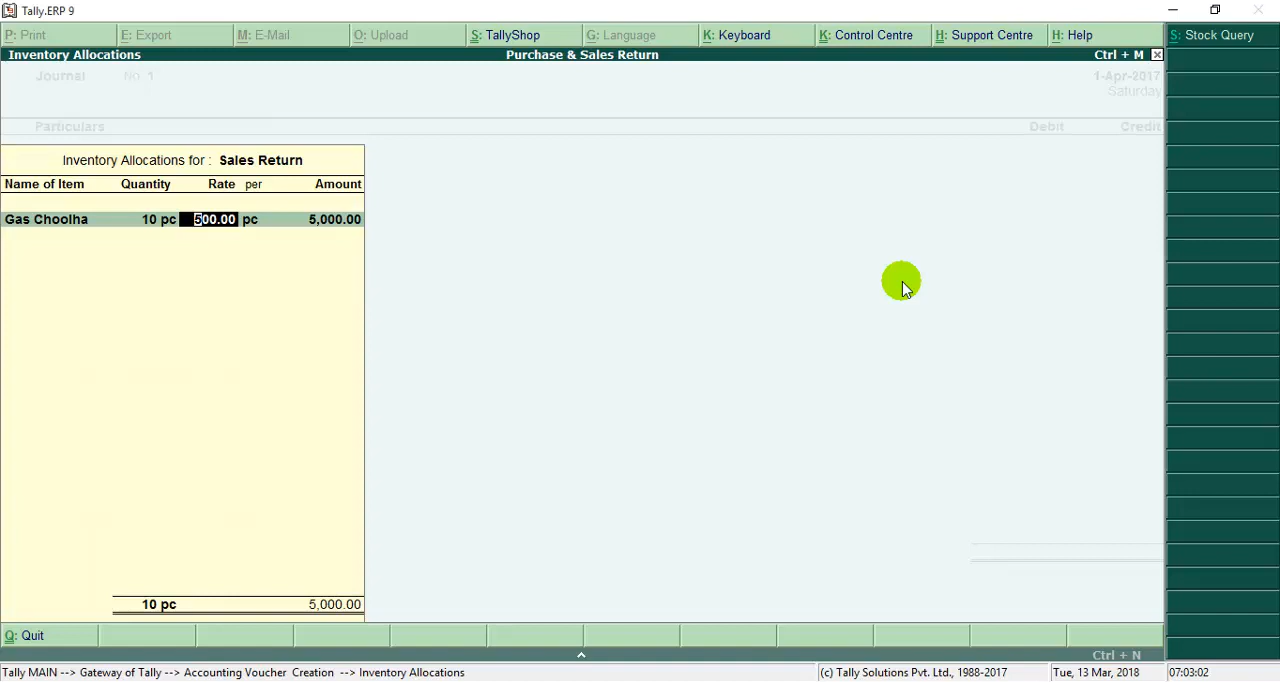 Tally.ERP 9
P: Print E: Export M: E-Mail O: Upload S: TallyShop G: Language K: Keyboard K: Control Centre H: Support Centre H: Help S: Stock Query
Inventory Allocations Purchase & Sales Return Ctrl + M
Journal No. 1 1-Apr-2017
Saturday
Particulars Debit Credit
Inventory Allocations for : Sales Return
Name of Item Quantity Rate per Amount
Gas Choolha 10 pc 500.00 pc 5,000.00
10 pc 5,000.00
Q: Quit
Ctrl + N
Tally MAIN --> Gateway of Tally --> Accounting Voucher Creation --> Inventory Allocations (c) Tally Solutions Pvt. Ltd., 1988-2017 Tue, 13 Mar, 2018 07:03:02